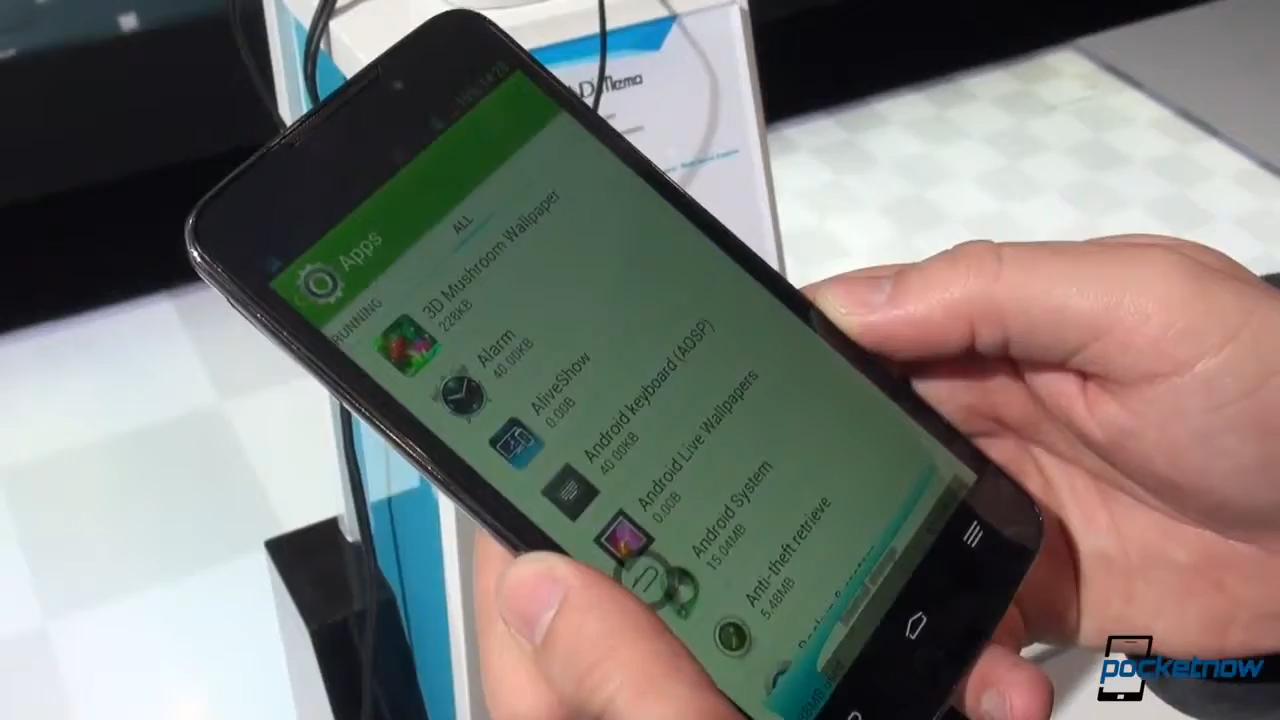 Apps
RUNNING
ALL
3D Mushroom Wallpaper
228KB
Alarm
40.00KB
AliveShow
0.00B
Android keyboard (AOSP)
40.00KB
Android Live Wallpapers
0.00B
Android System
15.04MB
Anti-theft retrieve
5.48MB
pocketnow